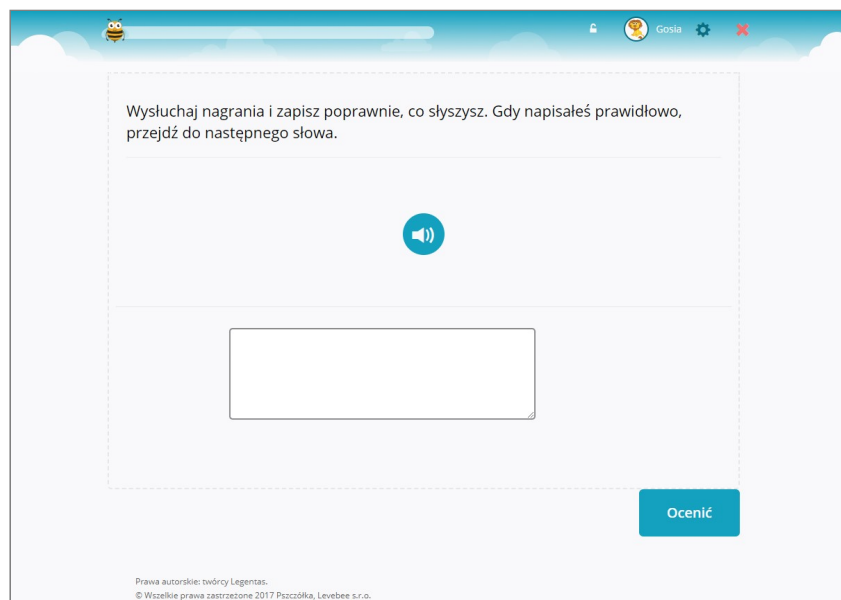 Gosia
Wysłuchaj nagrania i zapisz poprawnie, co słyszysz. Gdy napisałeś prawidłowo,
przejdź do następnego słowa.
Ocenić
Prawa autorskie: twórcy Legentas.
© Wszelkie prawa zastrzeżone 2017 Pszczółka, Levebee s.r.o.